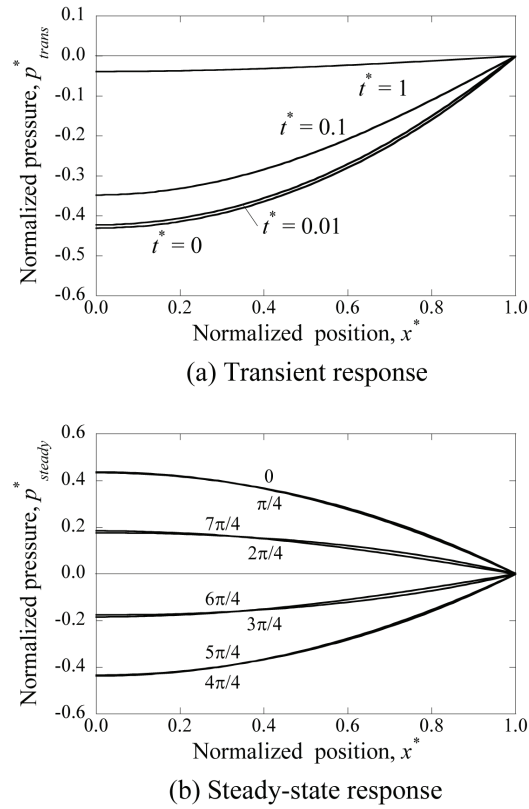 0.1
0.0
-0.1
-0.2
-0.3
-0.4
-0.5
-0.6
Normalized pressure, p*trans
t* = 1
t* = 0.1
t* = 0.01
t* = 0
0.0 0.2 0.4 0.6 0.8 1.0
Normalized position, x*
(a) Transient response
0.6
0.4
0.2
0.0
-0.2
-0.4
-0.6
Normalized pressure, p*steady
0
π/4
7π/4
2π/4
6π/4
3π/4
5π/4
4π/4
0.0 0.2 0.4 0.6 0.8 1.0
Normalized position, x*
(b) Steady-state response